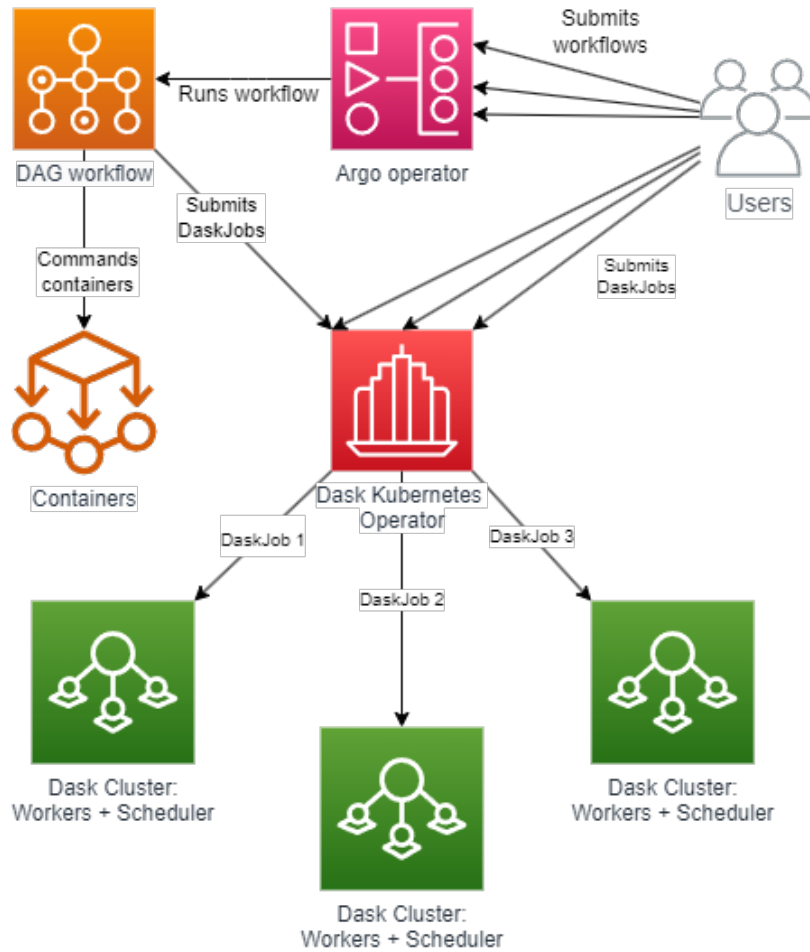 Submits
workflows
Runs workflow
DAG workflow
Argo operator
Users
Submits
DaskJobs
Commands
containers
Submits
DaskJobs
Containers
Dask Kubernetes
Operator
DaskJob 1
DaskJob 3
DaskJob 2
Dask Cluster:
Workers + Scheduler
Dask Cluster:
Workers + Scheduler
Dask Cluster:
Workers + Scheduler